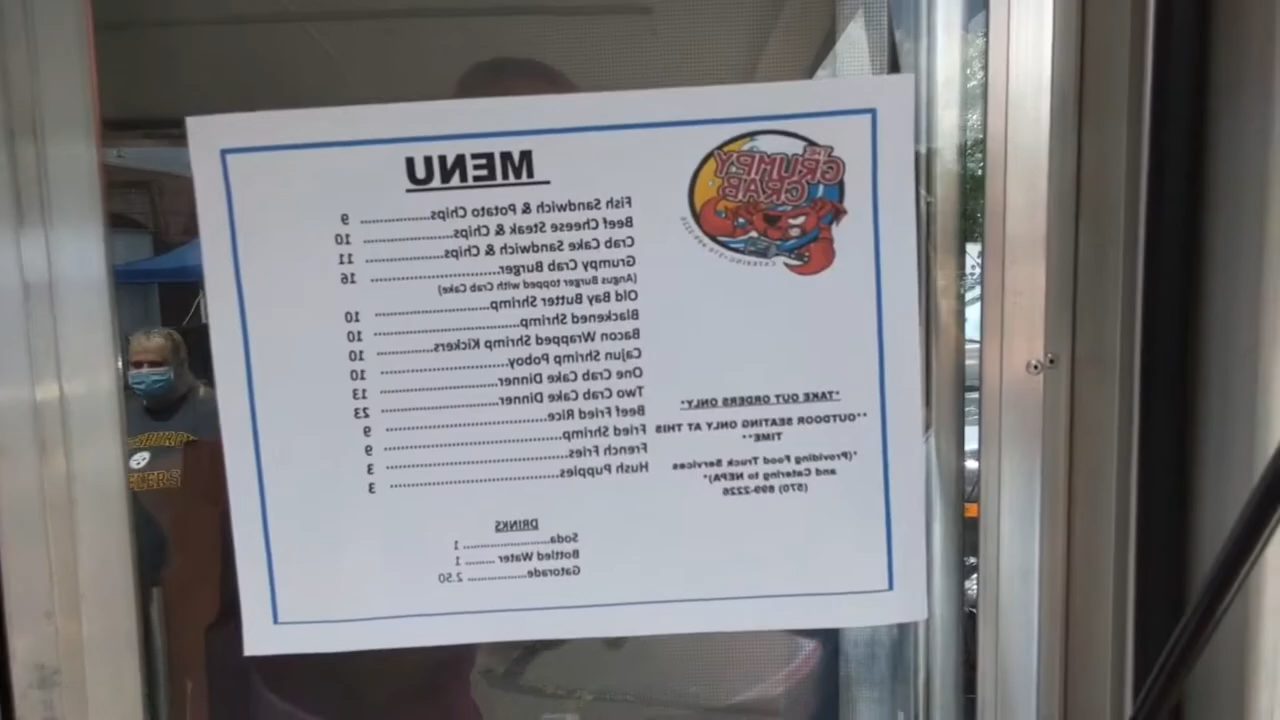 THE
GRUMPY
CRAB
CATERING-570-899-2226
MENU
Fish Sandwich & Potato Chips.................. 9
Beef Cheese Steak & Chips.................. 10
Crab Cake Sandwich & Chips.................. 11
Grumpy Crab Burger.................. 16
(Angus Burger topped with Crab Cake)
Old Bay Butter Shrimp.................. 10
Blackened Shrimp.................. 10
Bacon Wrapped Shrimp Kickers.................. 10
Cajun Shrimp Poboy.................. 10
One Crab Cake Dinner.................. 13
Two Crab Cake Dinner.................. 23
Beef Fried Rice.................. 9
Fried Shrimp.................. 9
French Fries.................. 3
Hush Puppies.................. 3
DRINKS
Soda.................. 1
Bottled Water ......... 1
Gatorade.................. 2.50
*TAKE OUT ORDERS ONLY*
**OUTDOOR SEATING ONLY AT THIS
TIME**
*(Providing Food Truck Services
and Catering to NEPA)*
(570) 899-2226